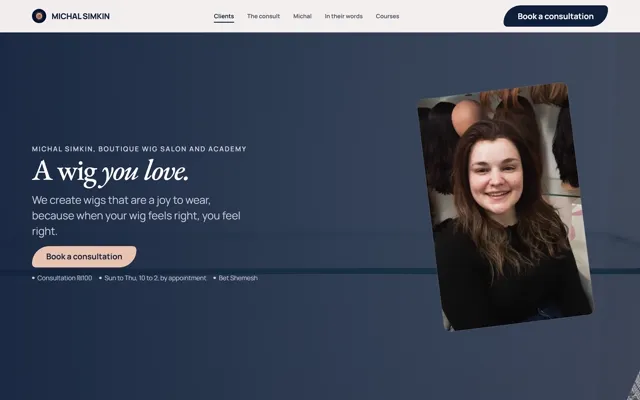 MICHAL SIMKIN
Clients
The consult
Michal
In their words
Courses
Book a consultation
MICHAL SIMKIN, BOUTIQUE WIG SALON AND ACADEMY
A wig you love.
We create wigs that are a joy to wear,
because when your wig feels right, you feel
right.
Book a consultation
Consultation ₪100
Sun to Thu, 10 to 2, by appointment
Bet Shemesh